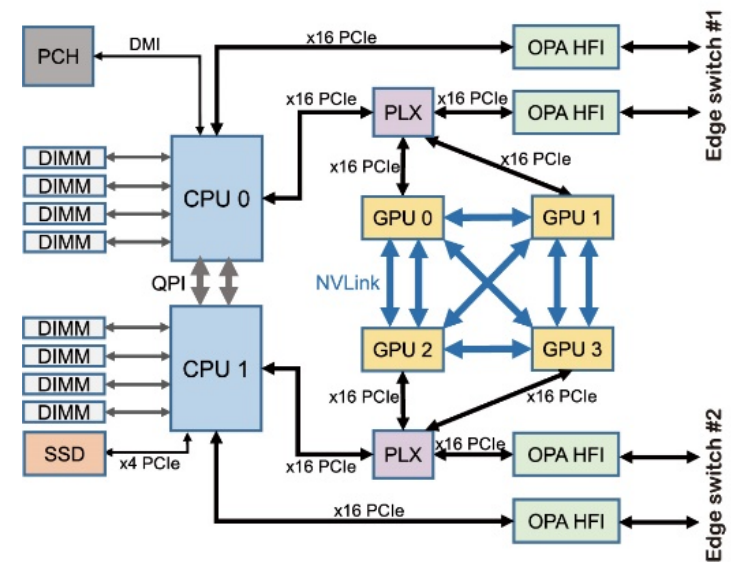 PCH
DMI
x16 PCIe
OPA HFI
Edge switch #1
x16 PCIe
PLX
x16 PCIe
OPA HFI
DIMM
DIMM
DIMM
DIMM
CPU 0
x16 PCIe
x16 PCIe
GPU 0
GPU 1
QPI
NVLink
DIMM
DIMM
DIMM
DIMM
CPU 1
GPU 2
GPU 3
x16 PCIe
x16 PCIe
SSD
x4 PCIe
x16 PCIe
PLX
x16 PCIe
OPA HFI
Edge switch #2
x16 PCIe
OPA HFI